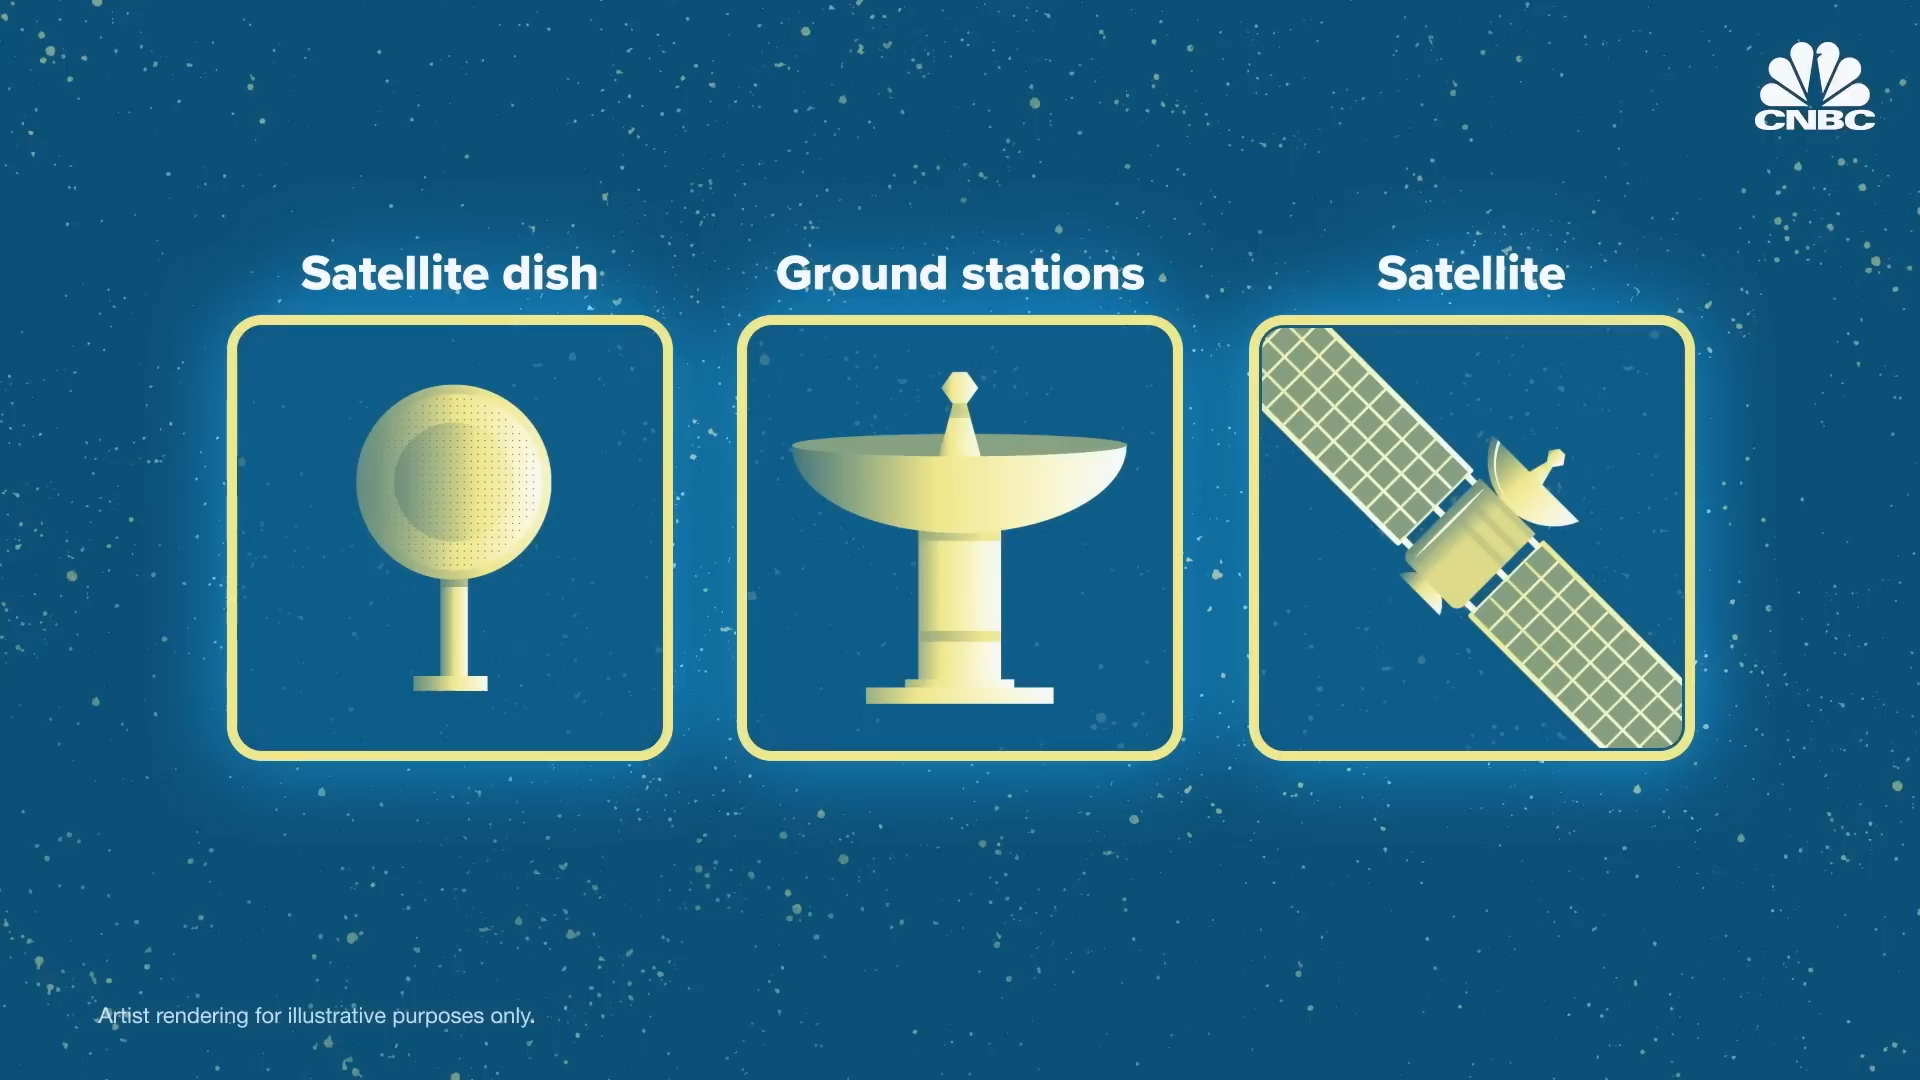 CNBC
Satellite dish
Ground stations
Satellite
Artist rendering for illustrative purposes only.